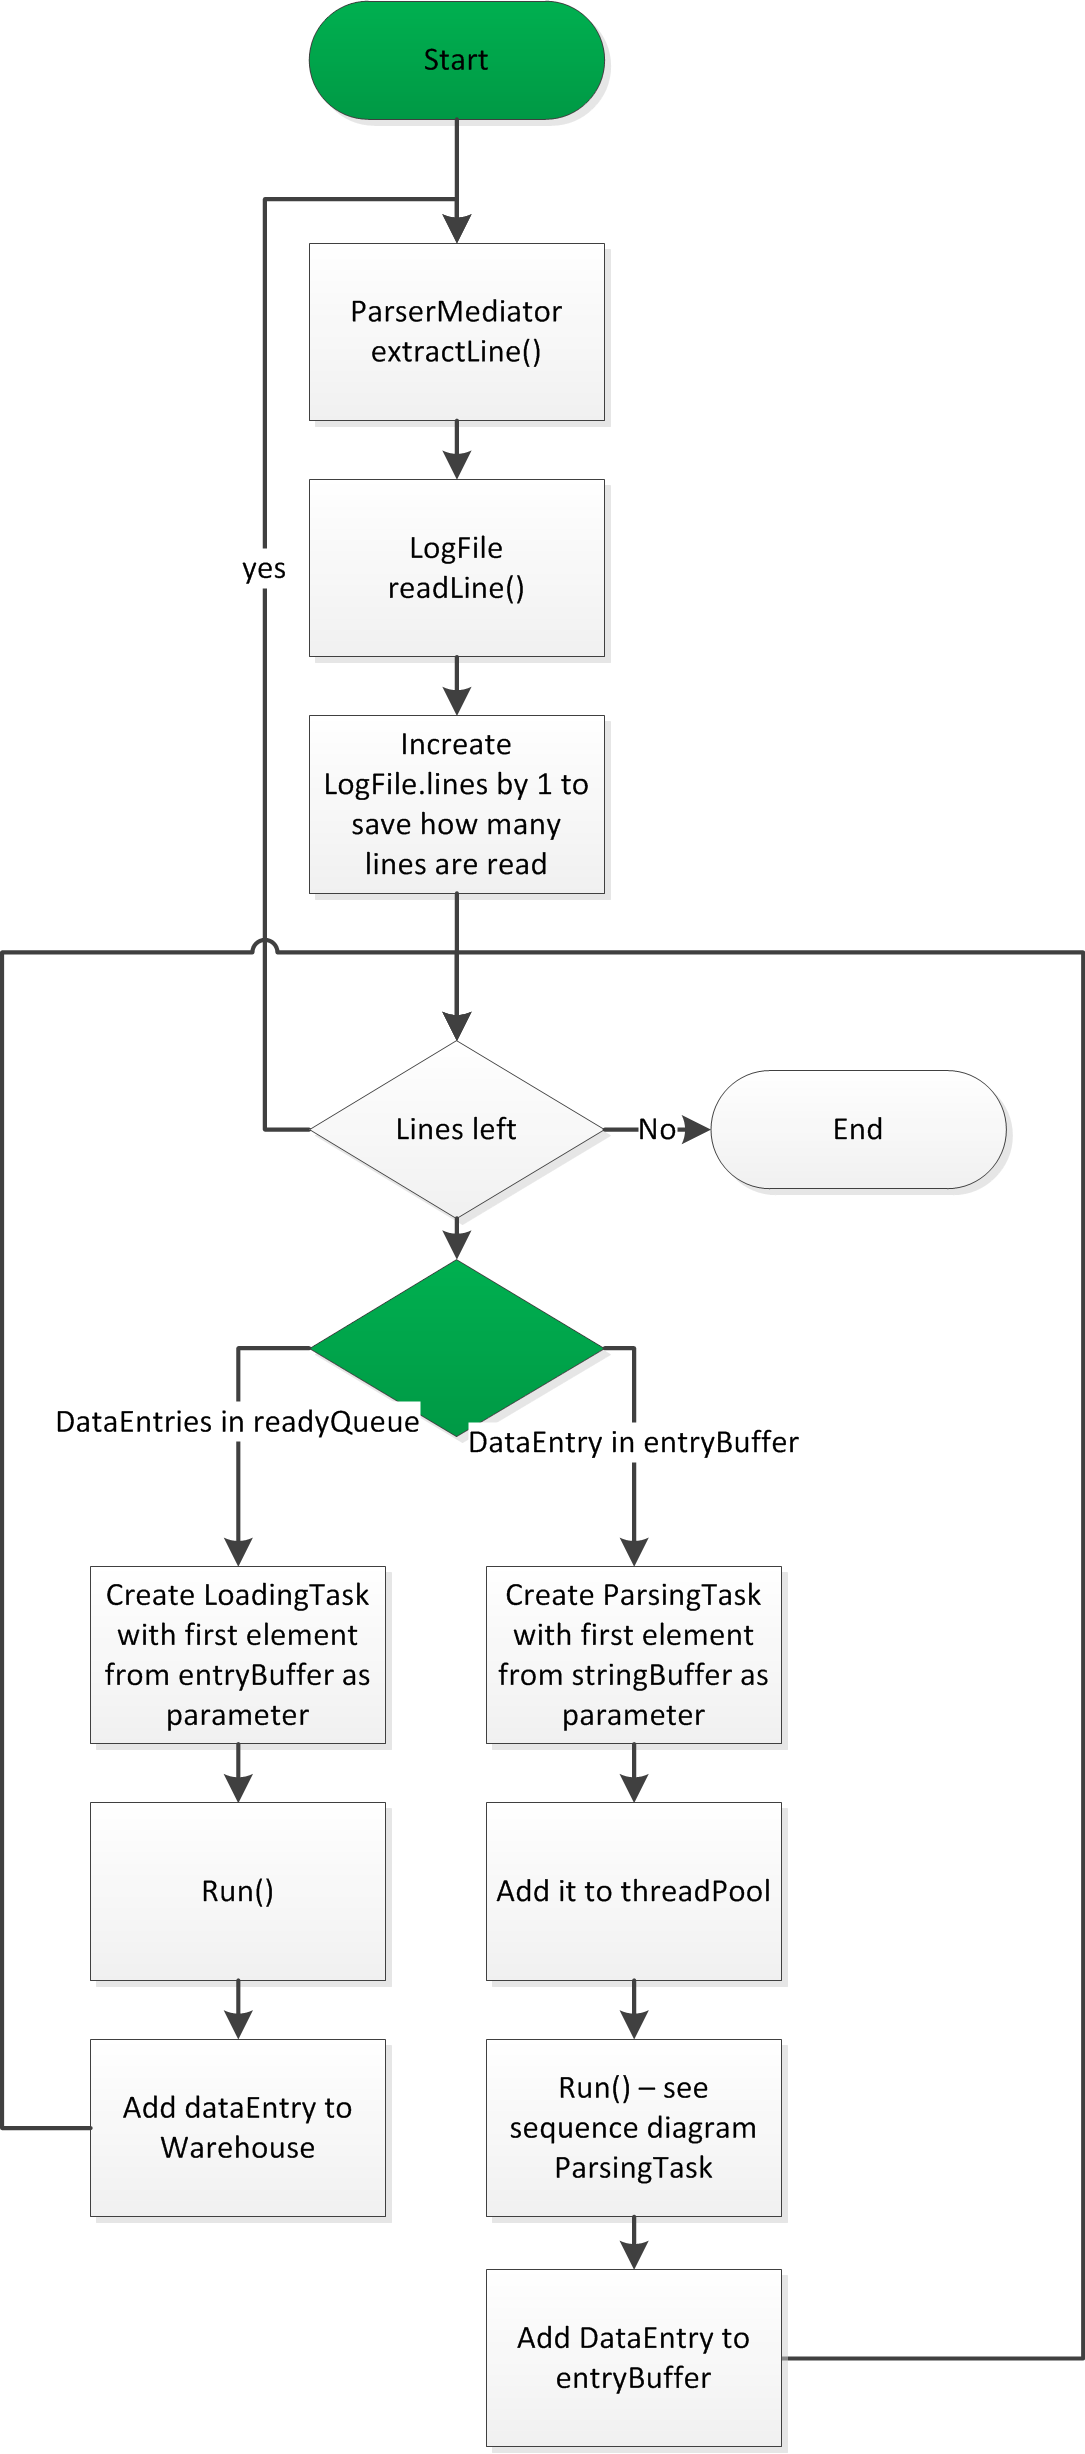 Start
ParserMediator
extractLine()
LogFile
readLine()
yes
Increate
LogFile.lines by 1 to
save how many
lines are read
Lines left
No
End
DataEntries in readyQueue
DataEntry in entryBuffer
Create LoadingTask
with first element
from entryBuffer as
parameter
Create ParsingTask
with first element
from stringBuffer as
parameter
Run()
Add it to threadPool
Add dataEntry to
Warehouse
Run() – see
sequence diagram
ParsingTask
Add DataEntry to
entryBuffer